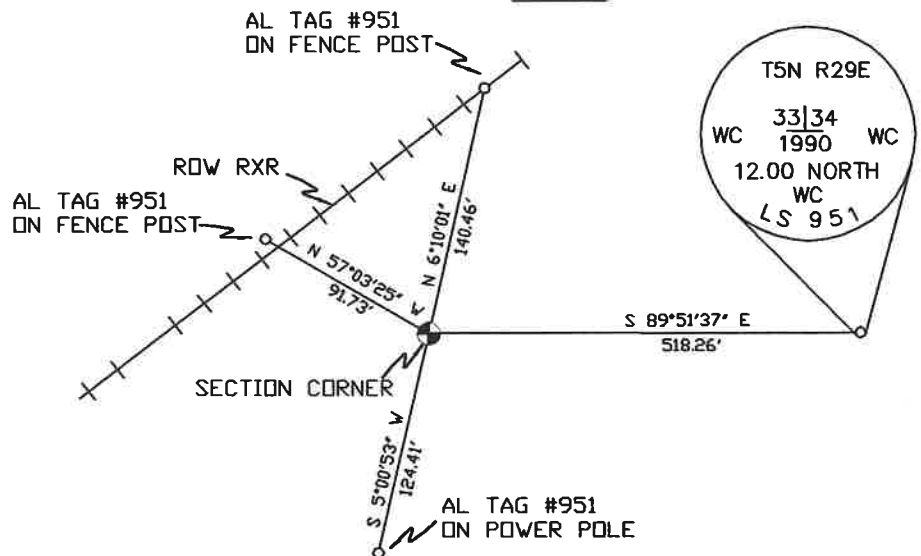 AL TAG #951
ON FENCE POST
T5N R29E
33|34
WC WC
1990
12.00 NORTH
WC
LS 951
ROW RXR
AL TAG #951
ON FENCE POST
N 6°10'01" E
140.46'
N 57°03'25" W
91.73'
S 89°51'37" E
518.26'
SECTION CORNER
S 5°00'53" W
124.41'
AL TAG #951
ON POWER POLE